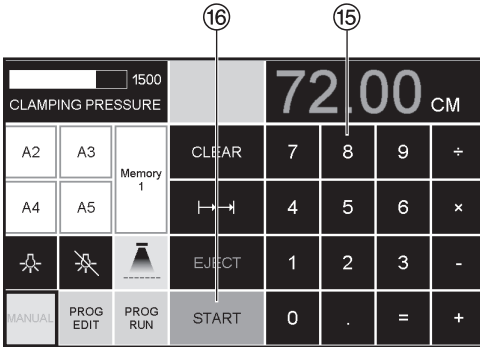 16 15
1500
CLAMPING PRESSURE
72.00 CM
A2 A3 Memory 1 CLEAR 7 8 9 ÷
A4 A5 4 5 6 ×
EJECT 1 2 3 -
MANUAL PROG EDIT PROG RUN START 0 . = +